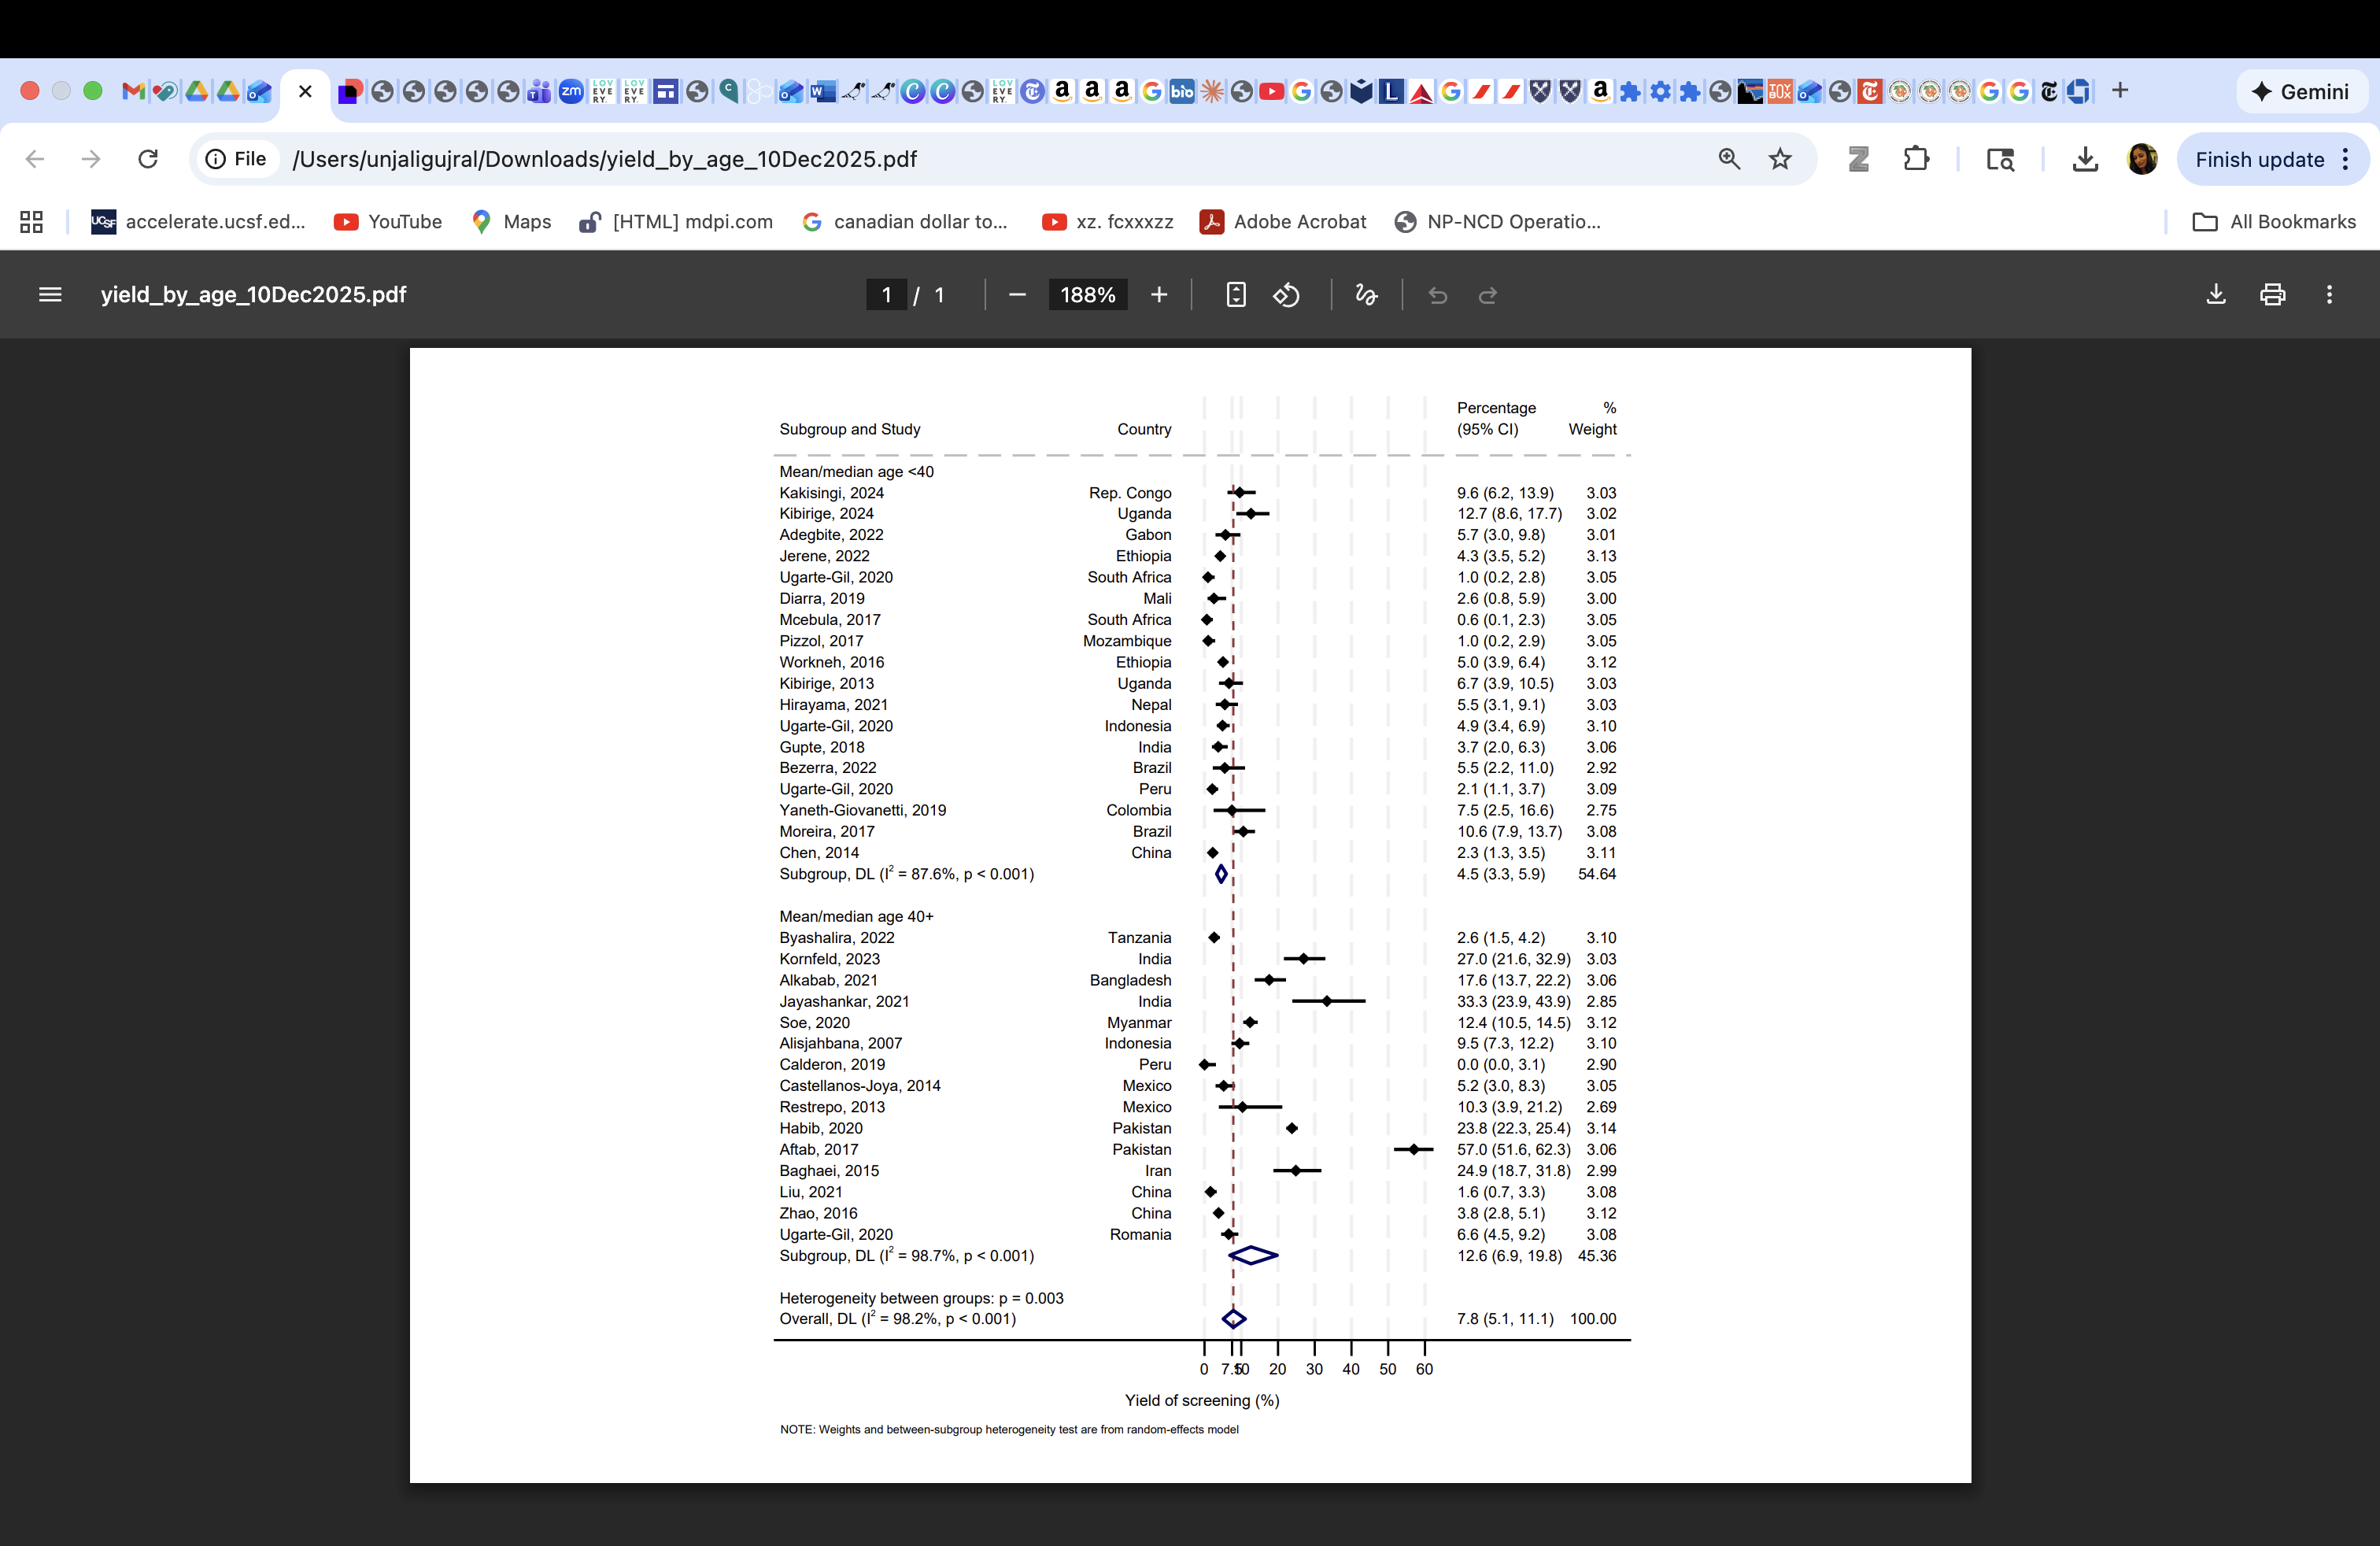 Gemini
File /Users/unjaligujral/Downloads/yield_by_age_10Dec2025.pdf Finish update
accelerate.ucsf.ed... YouTube Maps [HTML] mdpi.com canadian dollar to... xz. fcxxxzz Adobe Acrobat NP-NCD Operatio... All Bookmarks
yield_by_age_10Dec2025.pdf 1 / 1 188%
Percentage %
Subgroup and Study Country (95% CI) Weight
Mean/median age <40
Kakisingi, 2024 Rep. Congo 9.6 (6.2, 13.9) 3.03
Kibirige, 2024 Uganda 12.7 (8.6, 17.7) 3.02
Adegbite, 2022 Gabon 5.7 (3.0, 9.8) 3.01
Jerene, 2022 Ethiopia 4.3 (3.5, 5.2) 3.13
Ugarte-Gil, 2020 South Africa 1.0 (0.2, 2.8) 3.05
Diarra, 2019 Mali 2.6 (0.8, 5.9) 3.00
Mcebula, 2017 South Africa 0.6 (0.1, 2.3) 3.05
Pizzol, 2017 Mozambique 1.0 (0.2, 2.9) 3.05
Workneh, 2016 Ethiopia 5.0 (3.9, 6.4) 3.12
Kibirige, 2013 Uganda 6.7 (3.9, 10.5) 3.03
Hirayama, 2021 Nepal 5.5 (3.1, 9.1) 3.03
Ugarte-Gil, 2020 Indonesia 4.9 (3.4, 6.9) 3.10
Gupte, 2018 India 3.7 (2.0, 6.3) 3.06
Bezerra, 2022 Brazil 5.5 (2.2, 11.0) 2.92
Ugarte-Gil, 2020 Peru 2.1 (1.1, 3.7) 3.09
Yaneth-Giovanetti, 2019 Colombia 7.5 (2.5, 16.6) 2.75
Moreira, 2017 Brazil 10.6 (7.9, 13.7) 3.08
Chen, 2014 China 2.3 (1.3, 3.5) 3.11
Subgroup, DL (I² = 87.6%, p < 0.001) 4.5 (3.3, 5.9) 54.64
Mean/median age 40+
Byashalira, 2022 Tanzania 2.6 (1.5, 4.2) 3.10
Kornfeld, 2023 India 27.0 (21.6, 32.9) 3.03
Alkabab, 2021 Bangladesh 17.6 (13.7, 22.2) 3.06
Jayashankar, 2021 India 33.3 (23.9, 43.9) 2.85
Soe, 2020 Myanmar 12.4 (10.5, 14.5) 3.12
Alisjahbana, 2007 Indonesia 9.5 (7.3, 12.2) 3.10
Calderon, 2019 Peru 0.0 (0.0, 3.1) 2.90
Castellanos-Joya, 2014 Mexico 5.2 (3.0, 8.3) 3.05
Restrepo, 2013 Mexico 10.3 (3.9, 21.2) 2.69
Habib, 2020 Pakistan 23.8 (22.3, 25.4) 3.14
Aftab, 2017 Pakistan 57.0 (51.6, 62.3) 3.06
Baghaei, 2015 Iran 24.9 (18.7, 31.8) 2.99
Liu, 2021 China 1.6 (0.7, 3.3) 3.08
Zhao, 2016 China 3.8 (2.8, 5.1) 3.12
Ugarte-Gil, 2020 Romania 6.6 (4.5, 9.2) 3.08
Subgroup, DL (I² = 98.7%, p < 0.001) 12.6 (6.9, 19.8) 45.36
Heterogeneity between groups: p = 0.003
Overall, DL (I² = 98.2%, p < 0.001) 7.8 (5.1, 11.1) 100.00
0 7.5 10 20 30 40 50 60
Yield of screening (%)
NOTE: Weights and between-subgroup heterogeneity test are from random-effects model